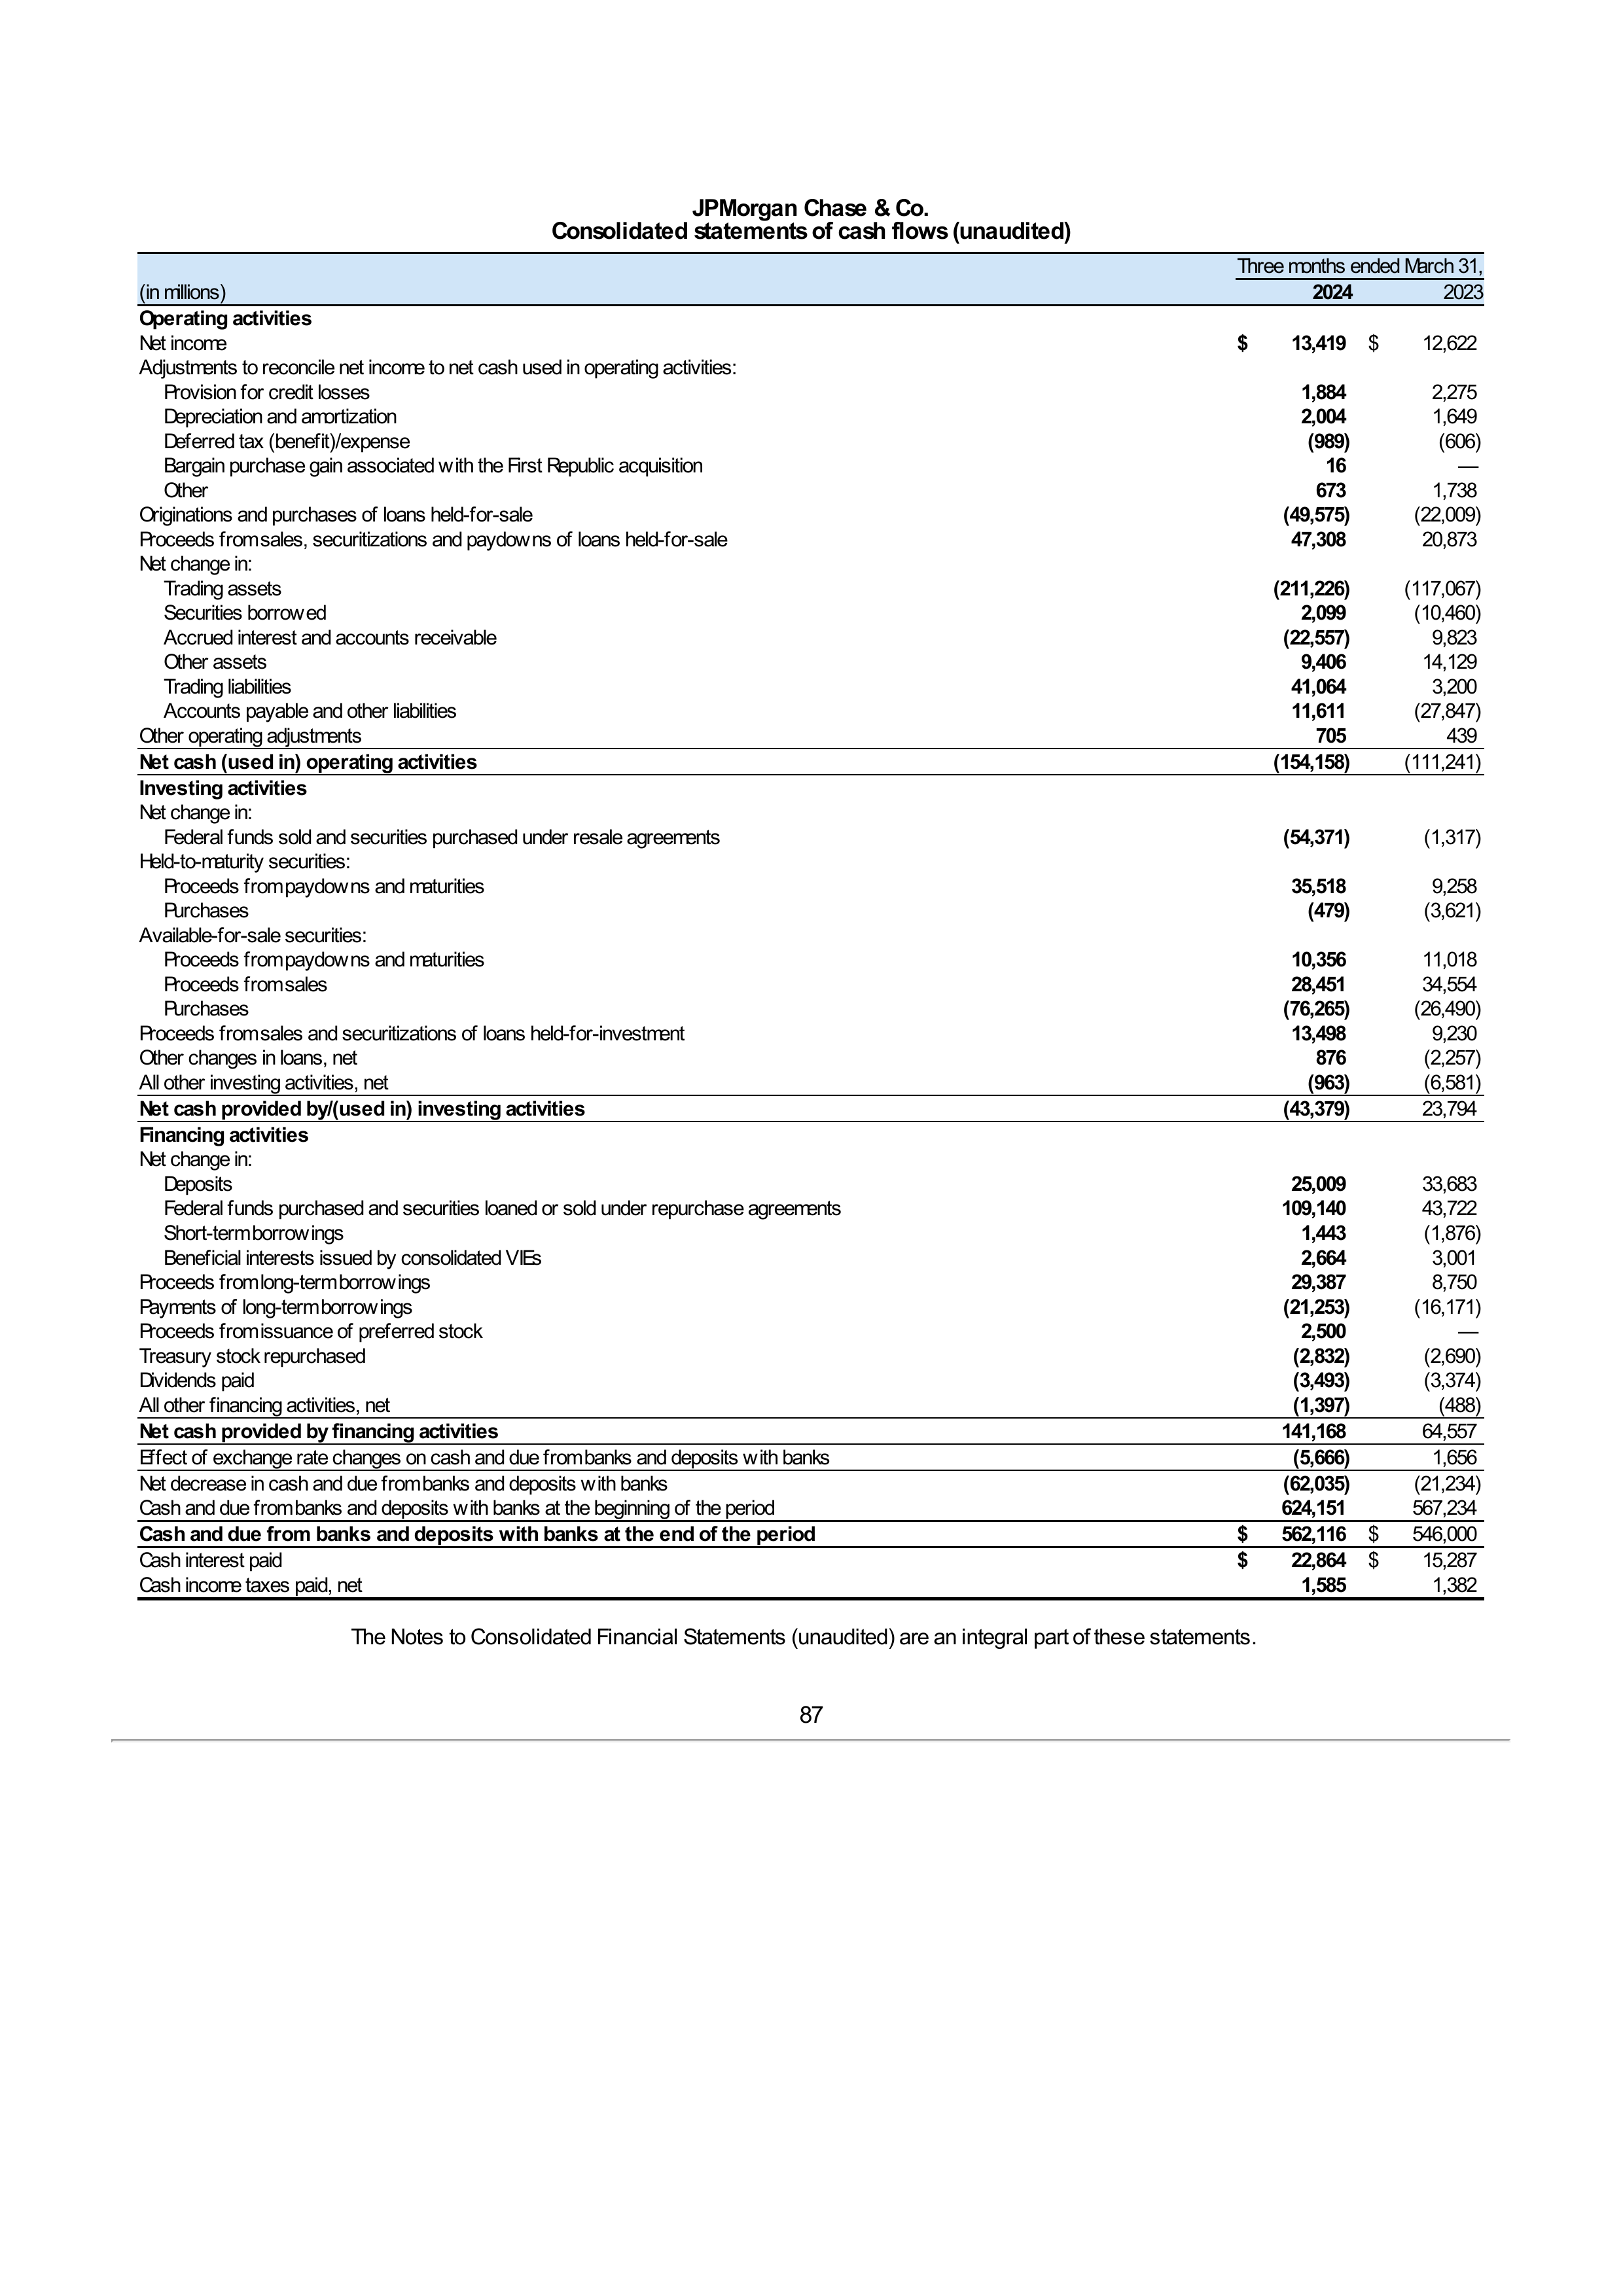 JPMorgan Chase & Co.
Consolidated statements of cash flows (unaudited)
Three months ended March 31,
(in millions) 2024 2023
Operating activities
Net income $ 13,419 $ 12,622
Adjustments to reconcile net income to net cash used in operating activities:
Provision for credit losses 1,884 2,275
Depreciation and amortization 2,004 1,649
Deferred tax (benefit)/expense (989) (606)
Bargain purchase gain associated with the First Republic acquisition 16 —
Other 673 1,738
Originations and purchases of loans held-for-sale (49,575) (22,009)
Proceeds from sales, securitizations and paydowns of loans held-for-sale 47,308 20,873
Net change in:
Trading assets (211,226) (117,067)
Securities borrowed 2,099 (10,460)
Accrued interest and accounts receivable (22,557) 9,823
Other assets 9,406 14,129
Trading liabilities 41,064 3,200
Accounts payable and other liabilities 11,611 (27,847)
Other operating adjustments 705 439
Net cash (used in) operating activities (154,158) (111,241)
Investing activities
Net change in:
Federal funds sold and securities purchased under resale agreements (54,371) (1,317)
Held-to-maturity securities:
Proceeds from paydowns and maturities 35,518 9,258
Purchases (479) (3,621)
Available-for-sale securities:
Proceeds from paydowns and maturities 10,356 11,018
Proceeds from sales 28,451 34,554
Purchases (76,265) (26,490)
Proceeds from sales and securitizations of loans held-for-investment 13,498 9,230
Other changes in loans, net 876 (2,257)
All other investing activities, net (963) (6,581)
Net cash provided by/(used in) investing activities (43,379) 23,794
Financing activities
Net change in:
Deposits 25,009 33,683
Federal funds purchased and securities loaned or sold under repurchase agreements 109,140 43,722
Short-term borrowings 1,443 (1,876)
Beneficial interests issued by consolidated VIEs 2,664 3,001
Proceeds from long-term borrowings 29,387 8,750
Payments of long-term borrowings (21,253) (16,171)
Proceeds from issuance of preferred stock 2,500 —
Treasury stock repurchased (2,832) (2,690)
Dividends paid (3,493) (3,374)
All other financing activities, net (1,397) (488)
Net cash provided by financing activities 141,168 64,557
Effect of exchange rate changes on cash and due from banks and deposits with banks (5,666) 1,656
Net decrease in cash and due from banks and deposits with banks (62,035) (21,234)
Cash and due from banks and deposits with banks at the beginning of the period 624,151 567,234
Cash and due from banks and deposits with banks at the end of the period $ 562,116 $ 546,000
Cash interest paid $ 22,864 $ 15,287
Cash income taxes paid, net 1,585 1,382
The Notes to Consolidated Financial Statements (unaudited) are an integral part of these statements.
87